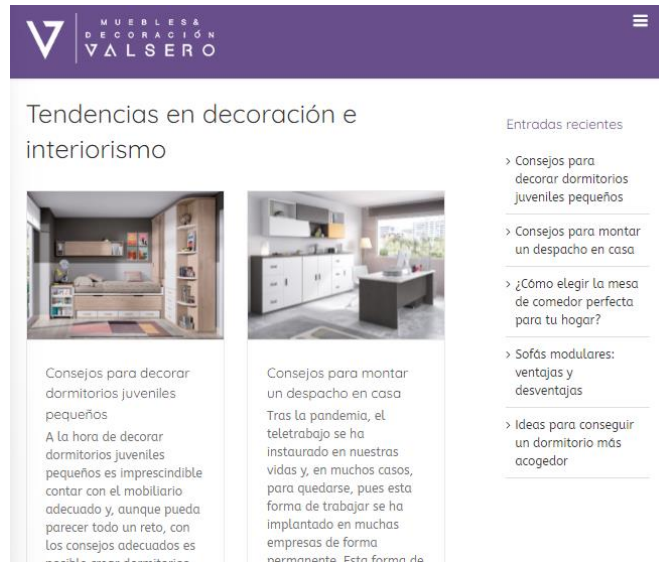 MUEBLES&
DECORACIÓN
VALSERO
Tendencias en decoración e
interiorismo
Consejos para decorar
dormitorios juveniles
pequeños
A la hora de decorar
dormitorios juveniles
pequeños es imprescindible
contar con el mobiliario
adecuado y, aunque pueda
parecer todo un reto, con
los consejos adecuados es
posible crear dormitorios
Consejos para montar
un despacho en casa
Tras la pandemia, el
teletrabajo se ha
instaurado en nuestras
vidas y, en muchos casos,
para quedarse, pues esta
forma de trabajar se ha
implantado en muchas
empresas de forma
permanente. Esta forma de
Entradas recientes
> Consejos para
decorar dormitorios
juveniles pequeños
> Consejos para montar
un despacho en casa
> ¿Cómo elegir la mesa
de comedor perfecta
para tu hogar?
> Sofás modulares:
ventajas y
desventajas
> Ideas para conseguir
un dormitorio más
acogedor